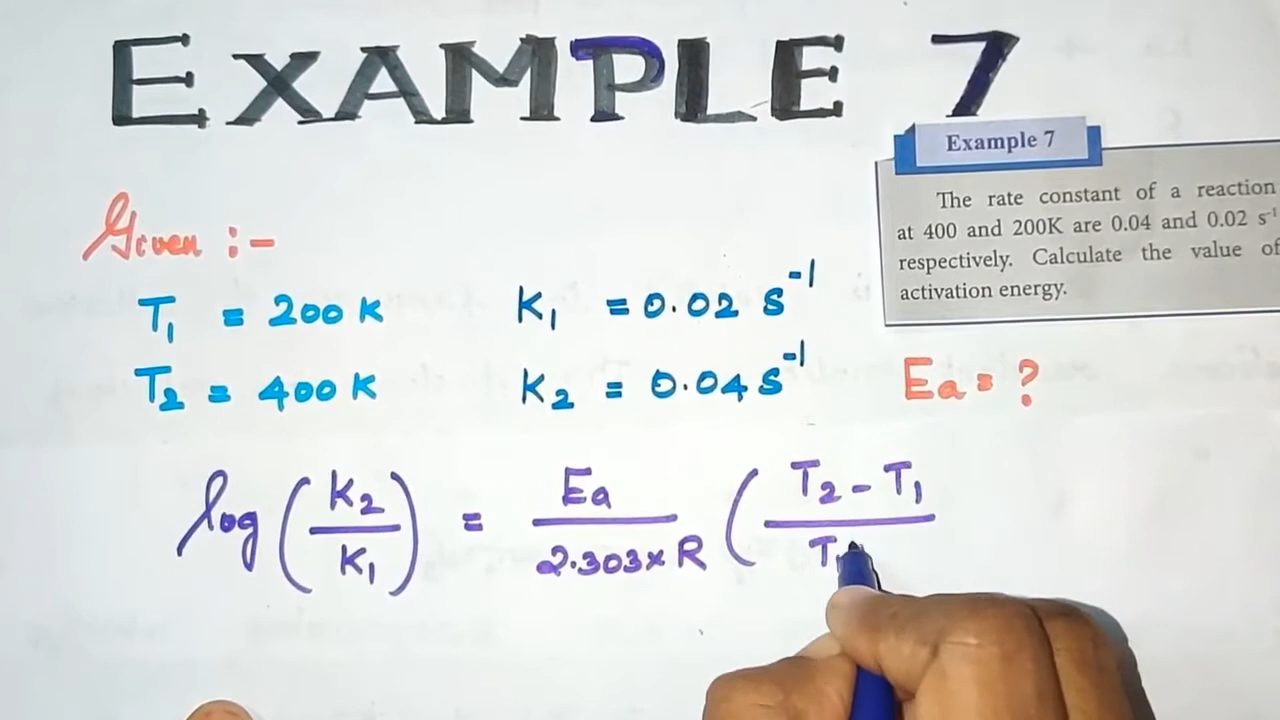 EXAMPLE 7
Example 7
The rate constant of a reaction
at 400 and 200K are 0.04 and 0.02 s⁻¹
respectively. Calculate the value of
activation energy.
Given :-
T₁ = 200 K K₁ = 0.02 s⁻¹
T₂ = 400 K K₂ = 0.04 s⁻¹ Ea = ?
log (K₂/K₁) = Ea/2.303×R (T₂-T₁/T₁